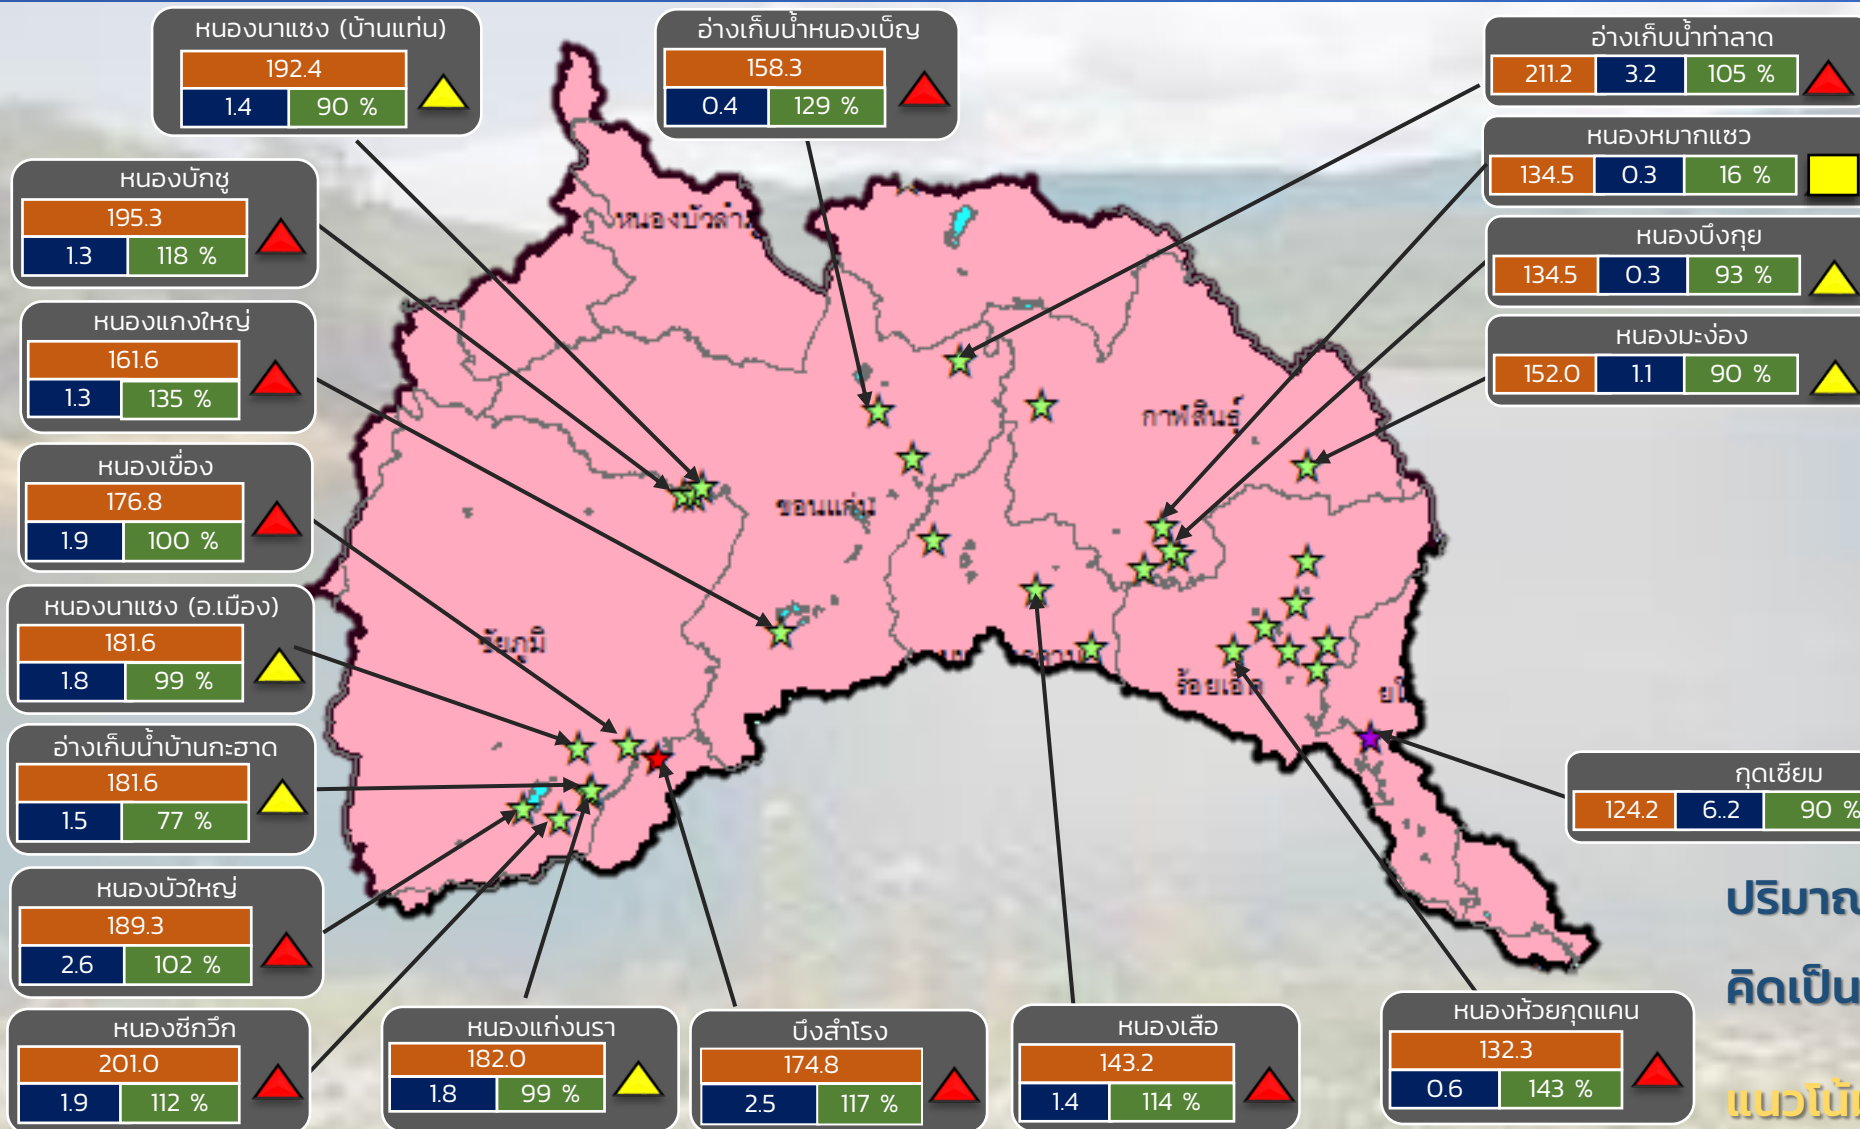 หนองนาแซง (บ้านแท่น)
192.4
1.4 90 %
อ่างเก็บน้ำหนองเบ็ญ
158.3
0.4 129 %
อ่างเก็บน้ำท่าลาด
211.2 3.2 105 %
หนองหมากแซว
134.5 0.3 16 %
หนองบึงกุย
134.5 0.3 93 %
หนองมะง่อง
152.0 1.1 90 %
หนองบักชู
195.3
1.3 118 %
หนองแกงใหญ่
161.6
1.3 135 %
หนองเขื่อง
176.8
1.9 100 %
หนองนาแซง (อ.เมือง)
181.6
1.8 99 %
อ่างเก็บน้ำบ้านกะฮาด
181.6
1.5 77 %
หนองบัวใหญ่
189.3
2.6 102 %
หนองซีกวึก
201.0
1.9 112 %
หนองแก่งนรา
182.0
1.8 99 %
บึงสำโรง
174.8
2.5 117 %
หนองเสือ
143.2
1.4 114 %
หนองห้วยกุดแคน
132.3
0.6 143 %
กุดเซียม
124.2 6..2 90 %
หนองบัวลำภู
กาฬสินธุ์
ขอนแก่น
ชัยภูมิ
ร้อยเอ็ด
ปริมาณ
คิดเป็น
แนวโน้ม